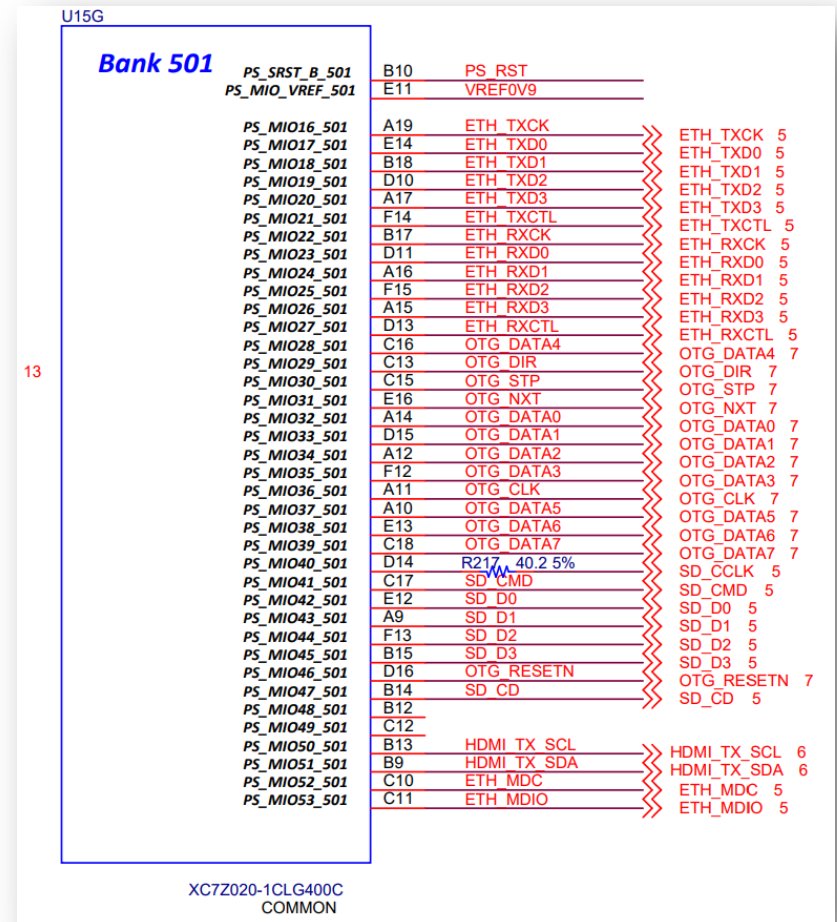 U15G
Bank 501
PS_SRST_B_501 B10 PS_RST
PS_MIO_VREF_501 E11 VREF0V9
PS_MIO16_501 A19 ETH_TXCK ETH_TXCK 5
PS_MIO17_501 E14 ETH_TXD0 ETH_TXD0 5
PS_MIO18_501 B18 ETH_TXD1 ETH_TXD1 5
PS_MIO19_501 D10 ETH_TXD2 ETH_TXD2 5
PS_MIO20_501 A17 ETH_TXD3 ETH_TXD3 5
PS_MIO21_501 F14 ETH_TXCTL ETH_TXCTL 5
PS_MIO22_501 B17 ETH_RXCK ETH_RXCK 5
PS_MIO23_501 D11 ETH_RXD0 ETH_RXD0 5
PS_MIO24_501 A16 ETH_RXD1 ETH_RXD1 5
PS_MIO25_501 F15 ETH_RXD2 ETH_RXD2 5
PS_MIO26_501 A15 ETH_RXD3 ETH_RXD3 5
PS_MIO27_501 D13 ETH_RXCTL ETH_RXCTL 5
PS_MIO28_501 C16 OTG_DATA4 OTG_DATA4 7
13 PS_MIO29_501 C13 OTG_DIR OTG_DIR 7
PS_MIO30_501 C15 OTG_STP OTG_STP 7
PS_MIO31_501 E16 OTG_NXT OTG_NXT 7
PS_MIO32_501 A14 OTG_DATA0 OTG_DATA0 7
PS_MIO33_501 D15 OTG_DATA1 OTG_DATA1 7
PS_MIO34_501 A12 OTG_DATA2 OTG_DATA2 7
PS_MIO35_501 F12 OTG_DATA3 OTG_DATA3 7
PS_MIO36_501 A11 OTG_CLK OTG_CLK 7
PS_MIO37_501 A10 OTG_DATA5 OTG_DATA5 7
PS_MIO38_501 E13 OTG_DATA6 OTG_DATA6 7
PS_MIO39_501 C18 OTG_DATA7 OTG_DATA7 7
PS_MIO40_501 D14 R217 40.2 5% SD_CCLK 5
PS_MIO41_501 C17 SD_CMD SD_CMD 5
PS_MIO42_501 E12 SD_D0 SD_D0 5
PS_MIO43_501 A9 SD_D1 SD_D1 5
PS_MIO44_501 F13 SD_D2 SD_D2 5
PS_MIO45_501 B15 SD_D3 SD_D3 5
PS_MIO46_501 D16 OTG_RESETN OTG_RESETN 7
PS_MIO47_501 B14 SD_CD SD_CD 5
PS_MIO48_501 B12
PS_MIO49_501 C12
PS_MIO50_501 B13 HDMI_TX_SCL HDMI_TX_SCL 6
PS_MIO51_501 B9 HDMI_TX_SDA HDMI_TX_SDA 6
PS_MIO52_501 C10 ETH_MDC ETH_MDC 5
PS_MIO53_501 C11 ETH_MDIO ETH_MDIO 5
XC7Z020-1CLG400C
COMMON